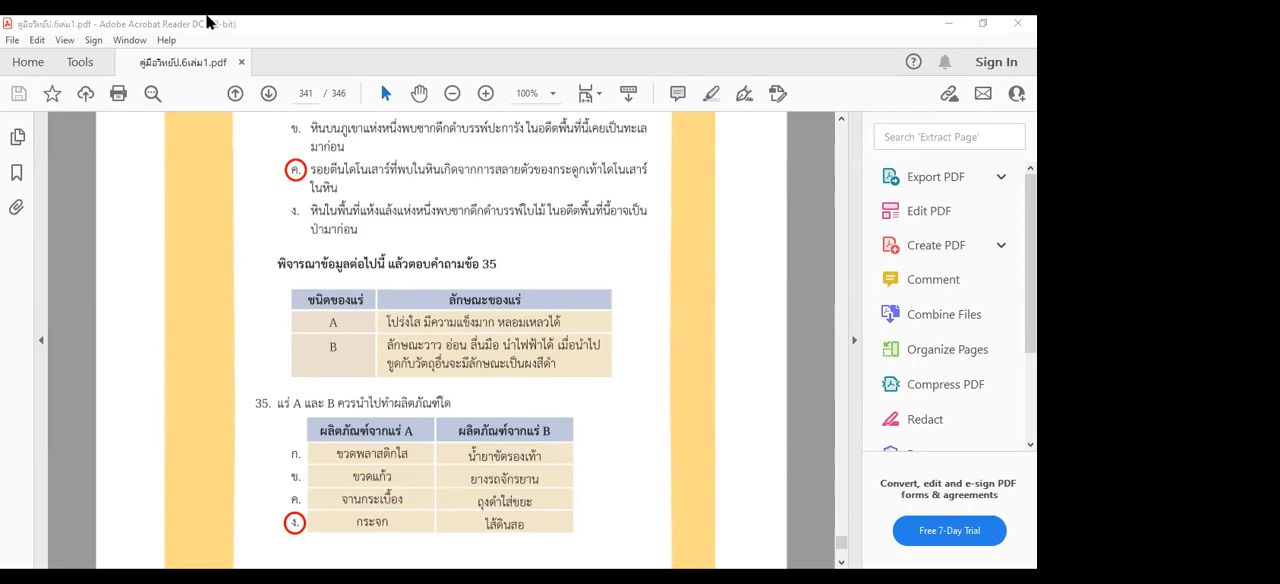 คู่มือวิทย์ป.6เล่ม1.pdf - Adobe Acrobat Reader DC
File Edit View Sign Window Help
Home Tools คู่มือวิทย์ป.6เล่ม1.pdf × Sign In
341 / 346 100%
ข. หินบนภูเขาแห่งหนึ่งพบซากดึกดำบรรพ์ปะการัง ในอดีตพื้นที่นี้เคยเป็นทะเล
มาก่อน
ค. รอยตีนไดโนเสาร์ที่พบในหินเกิดจากการสลายตัวของกระดูกเท้าไดโนเสาร์
ในหิน
ง. หินในพื้นที่แห้งแล้งแห่งหนึ่งพบซากดึกดำบรรพ์ใบไม้ ในอดีตพื้นที่นี้อาจเป็น
ป่ามาก่อน
พิจารณาข้อมูลต่อไปนี้ แล้วตอบคำถามข้อ 35
ชนิดของแร่ ลักษณะของแร่
A โปร่งใส มีความแข็งมาก หลอมเหลวได้
B ลักษณะวาว อ่อน ลื่นมือ นำไฟฟ้าได้ เมื่อนำไป
ขูดกับวัตถุอื่นจะมีลักษณะเป็นผงสีดำ
35. แร่ A และ B ควรนำไปทำผลิตภัณฑ์ใด
ผลิตภัณฑ์จากแร่ A ผลิตภัณฑ์จากแร่ B
ก. ขวดพลาสติกใส น้ำยาขัดรองเท้า
ข. ขวดแก้ว ยางรถจักรยาน
ค. จานกระเบื้อง ถุงดำใส่ขยะ
ง. กระจก ไส้ดินสอ
Search 'Extract Page'
Export PDF
Edit PDF
Create PDF
Comment
Combine Files
Organize Pages
Compress PDF
Redact
Convert, edit and e-sign PDF
forms & agreements
Free 7-Day Trial